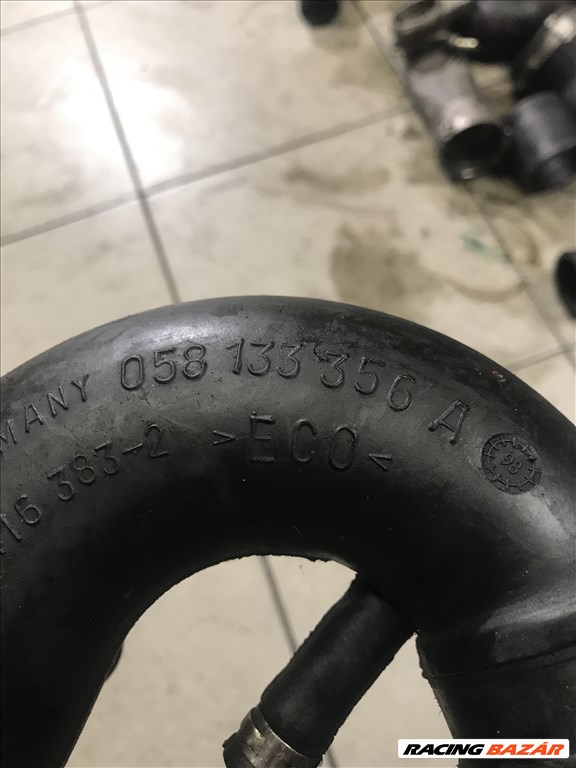 MANY 058 133 356 A
16 383-2 >ECO<
98
RACING BAZÁR